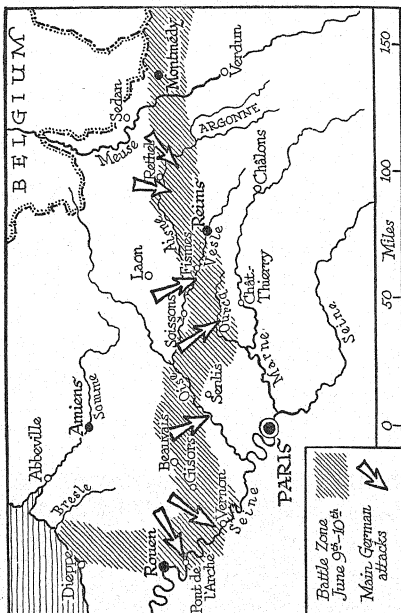 BELGIUM
Sedan
Montmédy
Verdun
Meuse
Rethel
ARGONNE
Aisne
Laon
Reims
Châlons
Fismes
Vesle
Soissons
Ourcq
Chât-
Thierry
Oise
Senlis
Marne
Seine
Amiens
Somme
Abbeville
Bresle
Beauvais
Gisors
PARIS
Vernon
Seine
Dieppe
Rouen
Pont de
l'Arche
Battle Zone
June 9th-10th
Main German
attacks
0
50
100
150
Miles